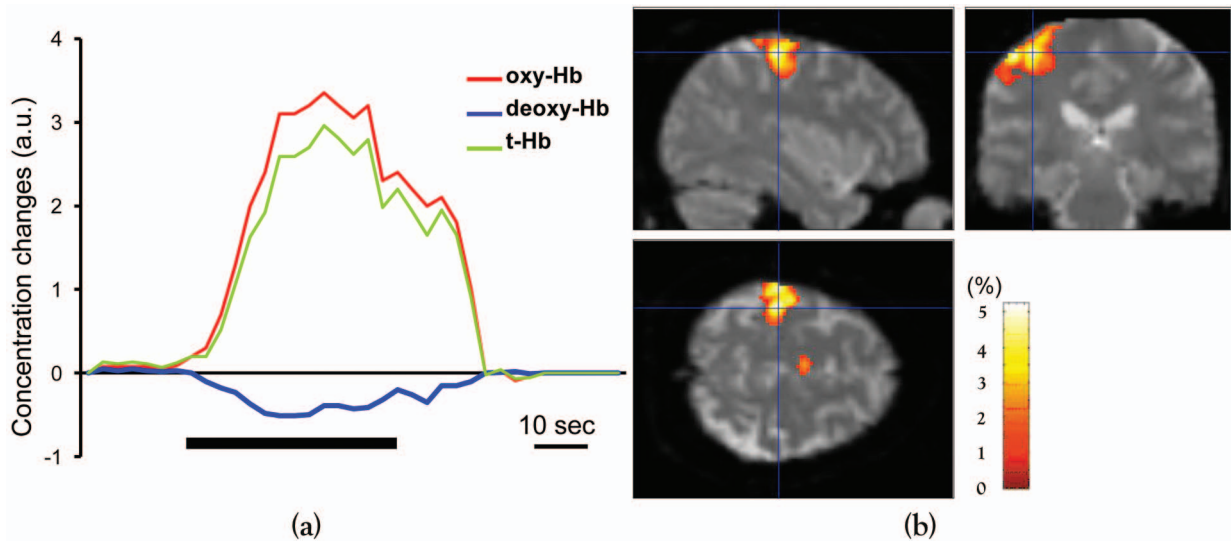 4
3
2
1
0
-1
Concentration changes (a.u.)
oxy-Hb
deoxy-Hb
t-Hb
10 sec
(a)
(%)
5
4
3
2
1
0
(b)